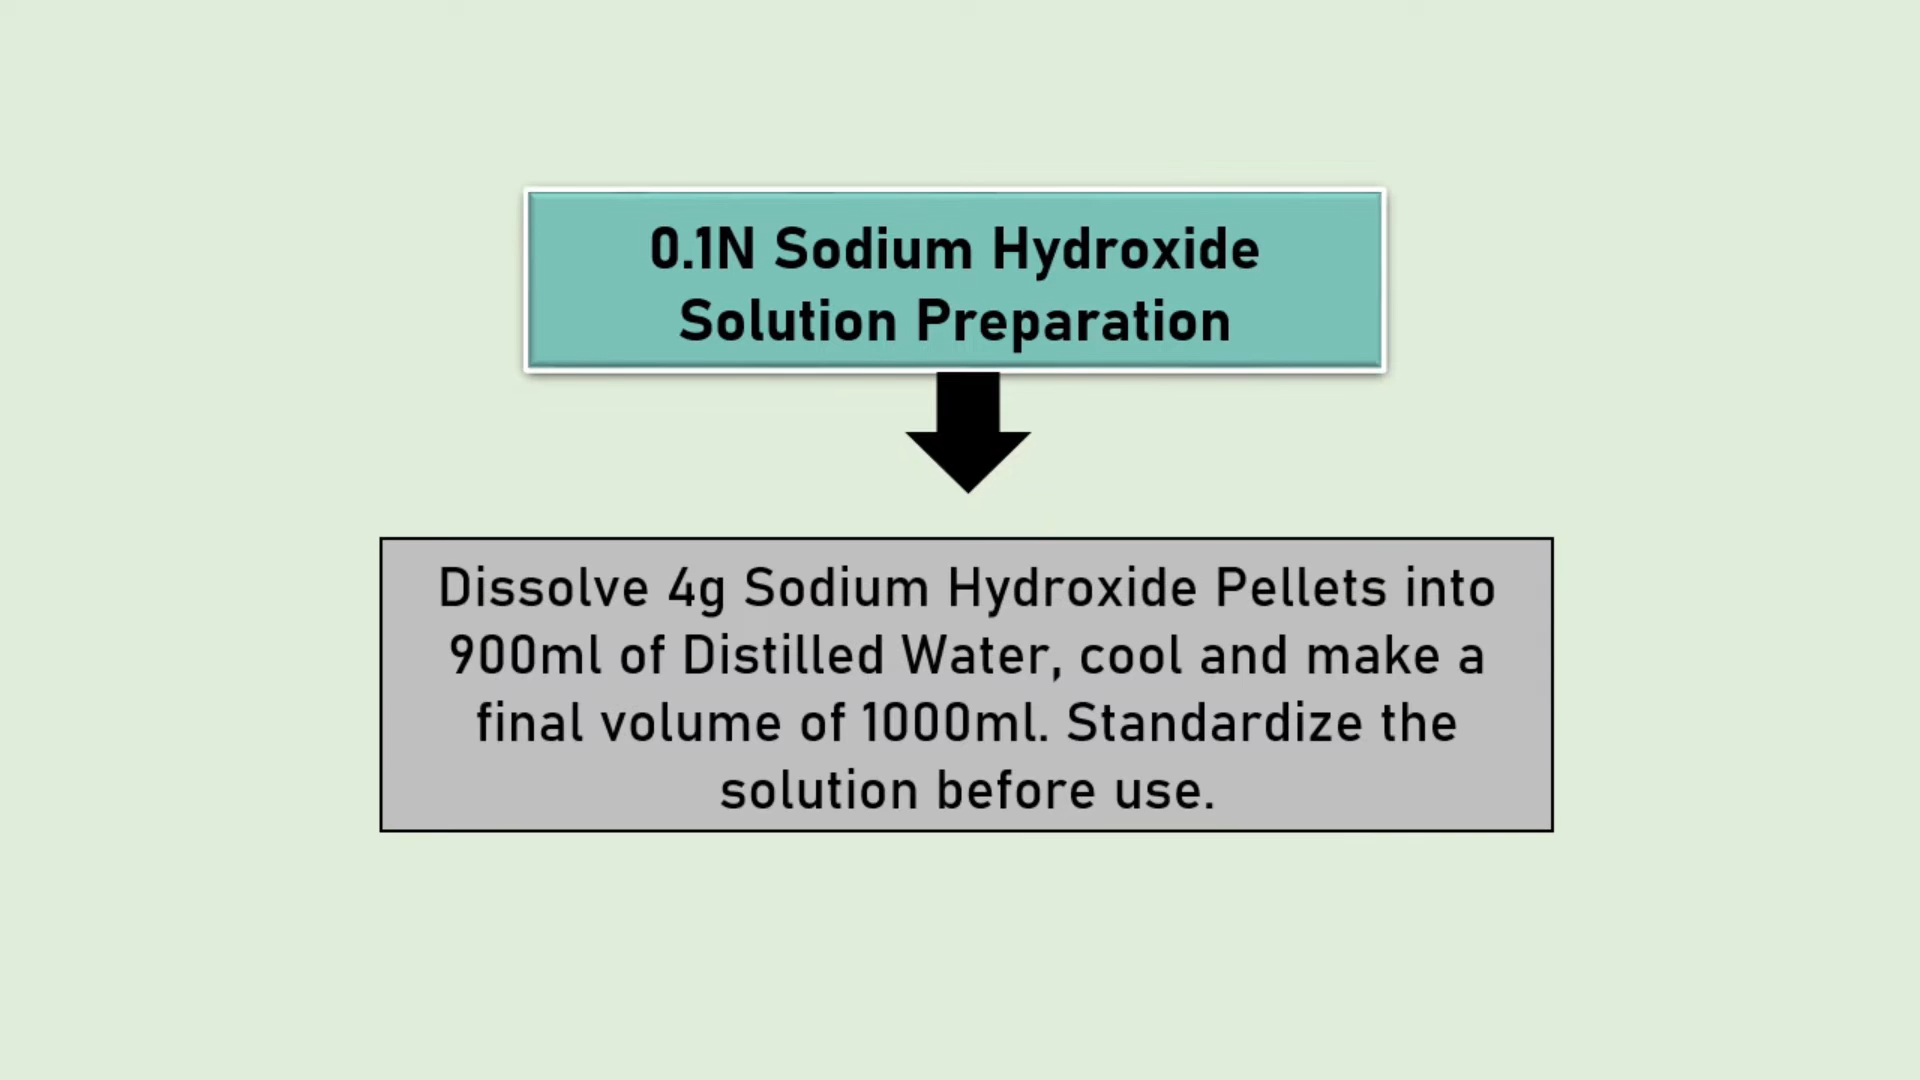 0.1N Sodium Hydroxide
Solution Preparation
Dissolve 4g Sodium Hydroxide Pellets into
900ml of Distilled Water, cool and make a
final volume of 1000ml. Standardize the
solution before use.